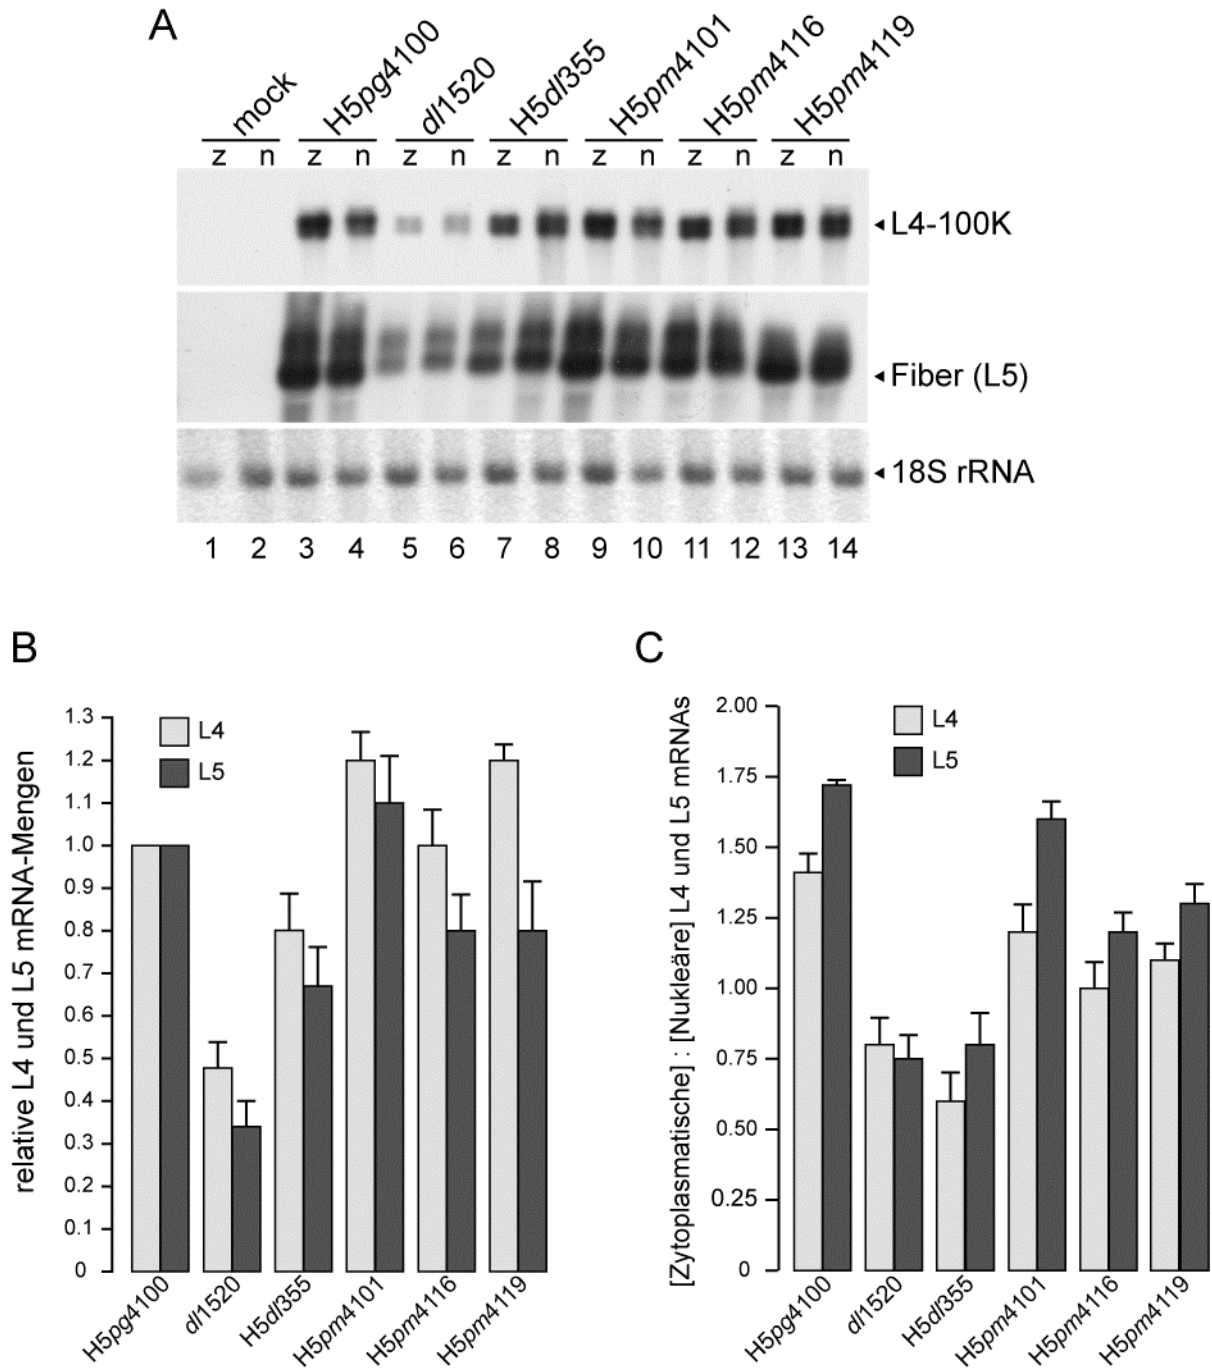 A
mock H5pg4100 dl1520 H5dl355 H5pm4101 H5pm4116 H5pm4119
z n z n z n z n z n z n z n
L4-100K
Fiber (L5)
18S rRNA
1 2 3 4 5 6 7 8 9 10 11 12 13 14
B
relative L4 und L5 mRNA-Mengen
1.3
1.2
1.1
1.0
0.9
0.8
0.7
0.6
0.5
0.4
0.3
0.2
0.1
0
L4
L5
H5pg4100 dl1520 H5dl355 H5pm4101 H5pm4116 H5pm4119
C
[Zytoplasmatische] : [Nukleäre] L4 und L5 mRNAs
2.00
1.75
1.50
1.25
1.00
0.75
0.50
0.25
0
L4
L5
H5pg4100 dl1520 H5dl355 H5pm4101 H5pm4116 H5pm4119